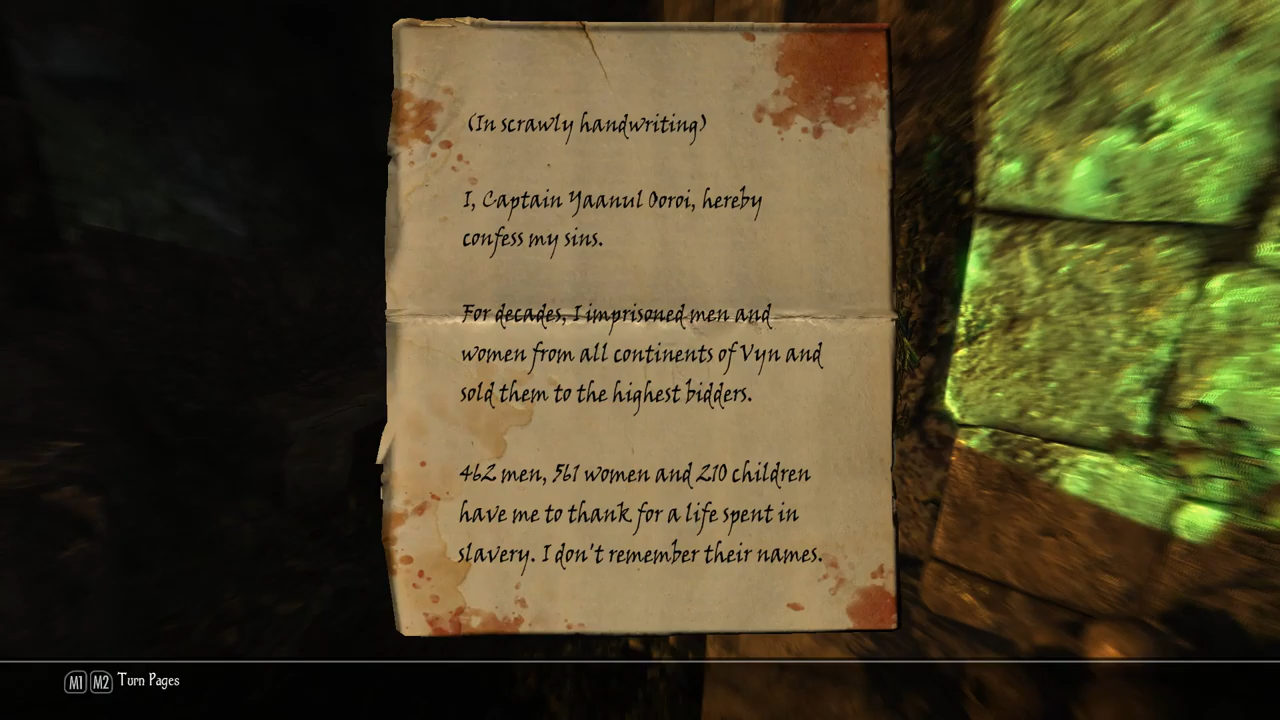 (In scrawly handwriting)
I, Captain Yaanul Ooroi, hereby
confess my sins.
For decades, I imprisoned men and
women from all continents of Vyn and
sold them to the highest bidders.
462 men, 561 women and 210 children
have me to thank for a life spent in
slavery. I don't remember their names.
M1 M2 Turn Pages